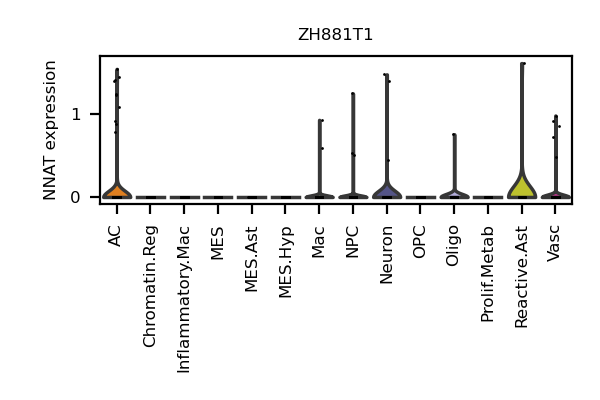 ZH881T1
NNAT expression
1
0
AC
Chromatin.Reg
Inflammatory.Mac
MES
MES.Ast
MES.Hyp
Mac
NPC
Neuron
OPC
Oligo
Prolif.Metab
Reactive.Ast
Vasc